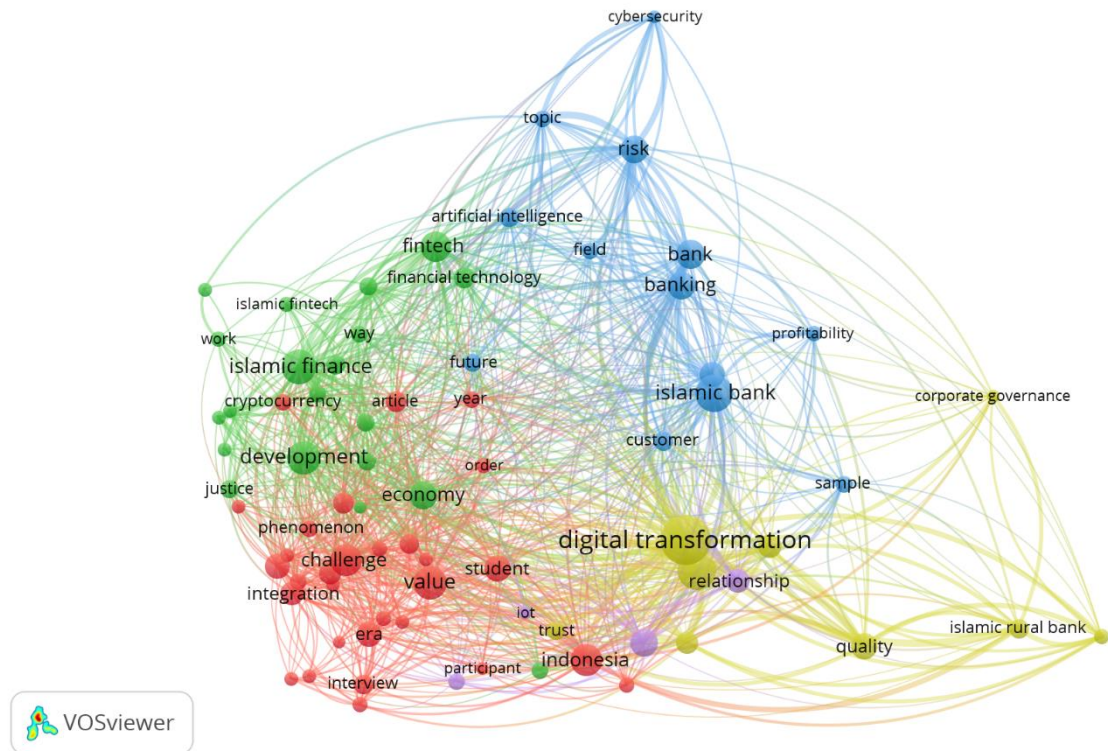 cybersecurity
topic
risk
artificial intelligence
fintech
field
bank
financial technology
banking
islamic fintech
work
way
profitability
islamic finance
future
islamic bank
corporate governance
cryptocurrency
article
year
customer
development
order
justice
economy
sample
phenomenon
digital transformation
challenge
student
value
relationship
integration
iot
trust
era
islamic rural bank
quality
indonesia
participant
interview
VOSviewer